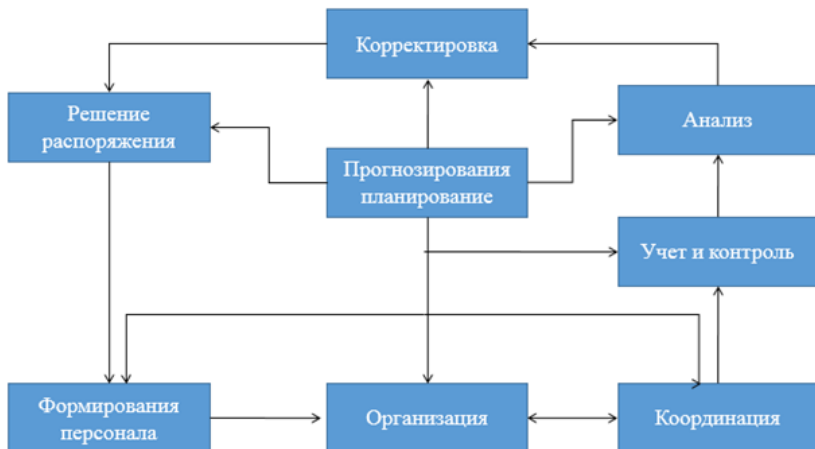 Корректировка
Решение
распоряжения
Анализ
Прогнозирования
планирование
Учет и контроль
Формирования
персонала
Организация
Координация